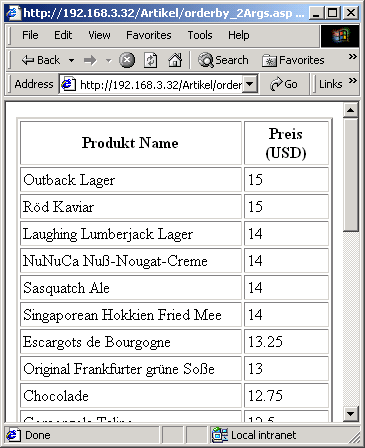 http://192.168.3.32/Artikel/orderby_2Args.asp
File Edit View Favorites Tools »
Back Search Favorites »
Address http://192.168.3.32/Artikel/order Go Links »
Produkt Name Preis
(USD)
Outback Lager 15
Röd Kaviar 15
Laughing Lumberjack Lager 14
NuNuCa Nuß-Nougat-Creme 14
Sasquatch Ale 14
Singaporean Hokkien Fried Mee 14
Escargots de Bourgogne 13.25
Original Frankfurter grüne Soße 13
Chocolade 12.75
Gorgonzola Telino 12.5
Done Local intranet